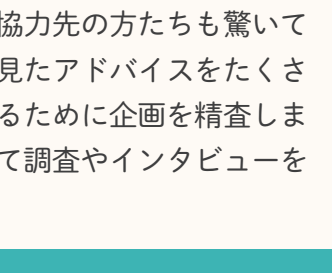 協力先の方たちも驚いて
見たアドバイスをたくさ
るために企画を精査しま
て調査やインタビューを